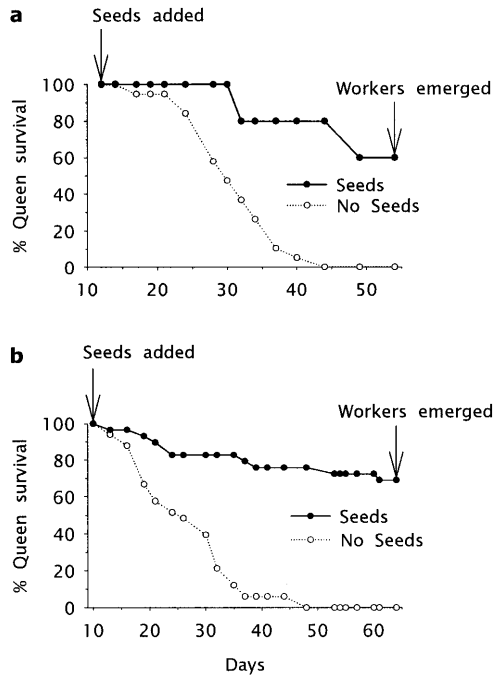 a
Seeds added
Workers emerged
% Queen survival
100
80
60
40
20
0
Seeds
No Seeds
10 20 30 40 50
b
Seeds added
Workers emerged
% Queen survival
100
80
60
40
20
0
Seeds
No Seeds
10 20 30 40 50 60
Days